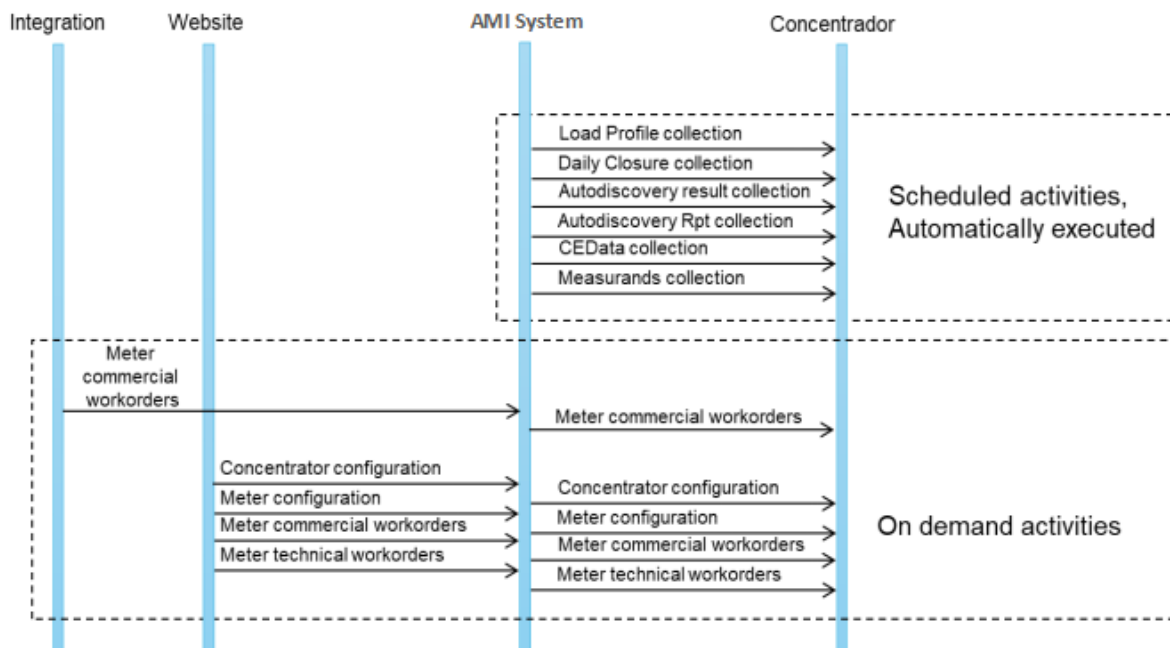 Integration
Website
AMI System
Concentrador
Load Profile collection
Daily Closure collection
Autodiscovery result collection
Autodiscovery Rpt collection
CEData collection
Measurands collection
Scheduled activities,
Automatically executed
Meter
commercial
workorders
Meter commercial workorders
Concentrator configuration
Meter configuration
Meter commercial workorders
Meter technical workorders
Concentrator configuration
Meter configuration
Meter commercial workorders
Meter technical workorders
On demand activities